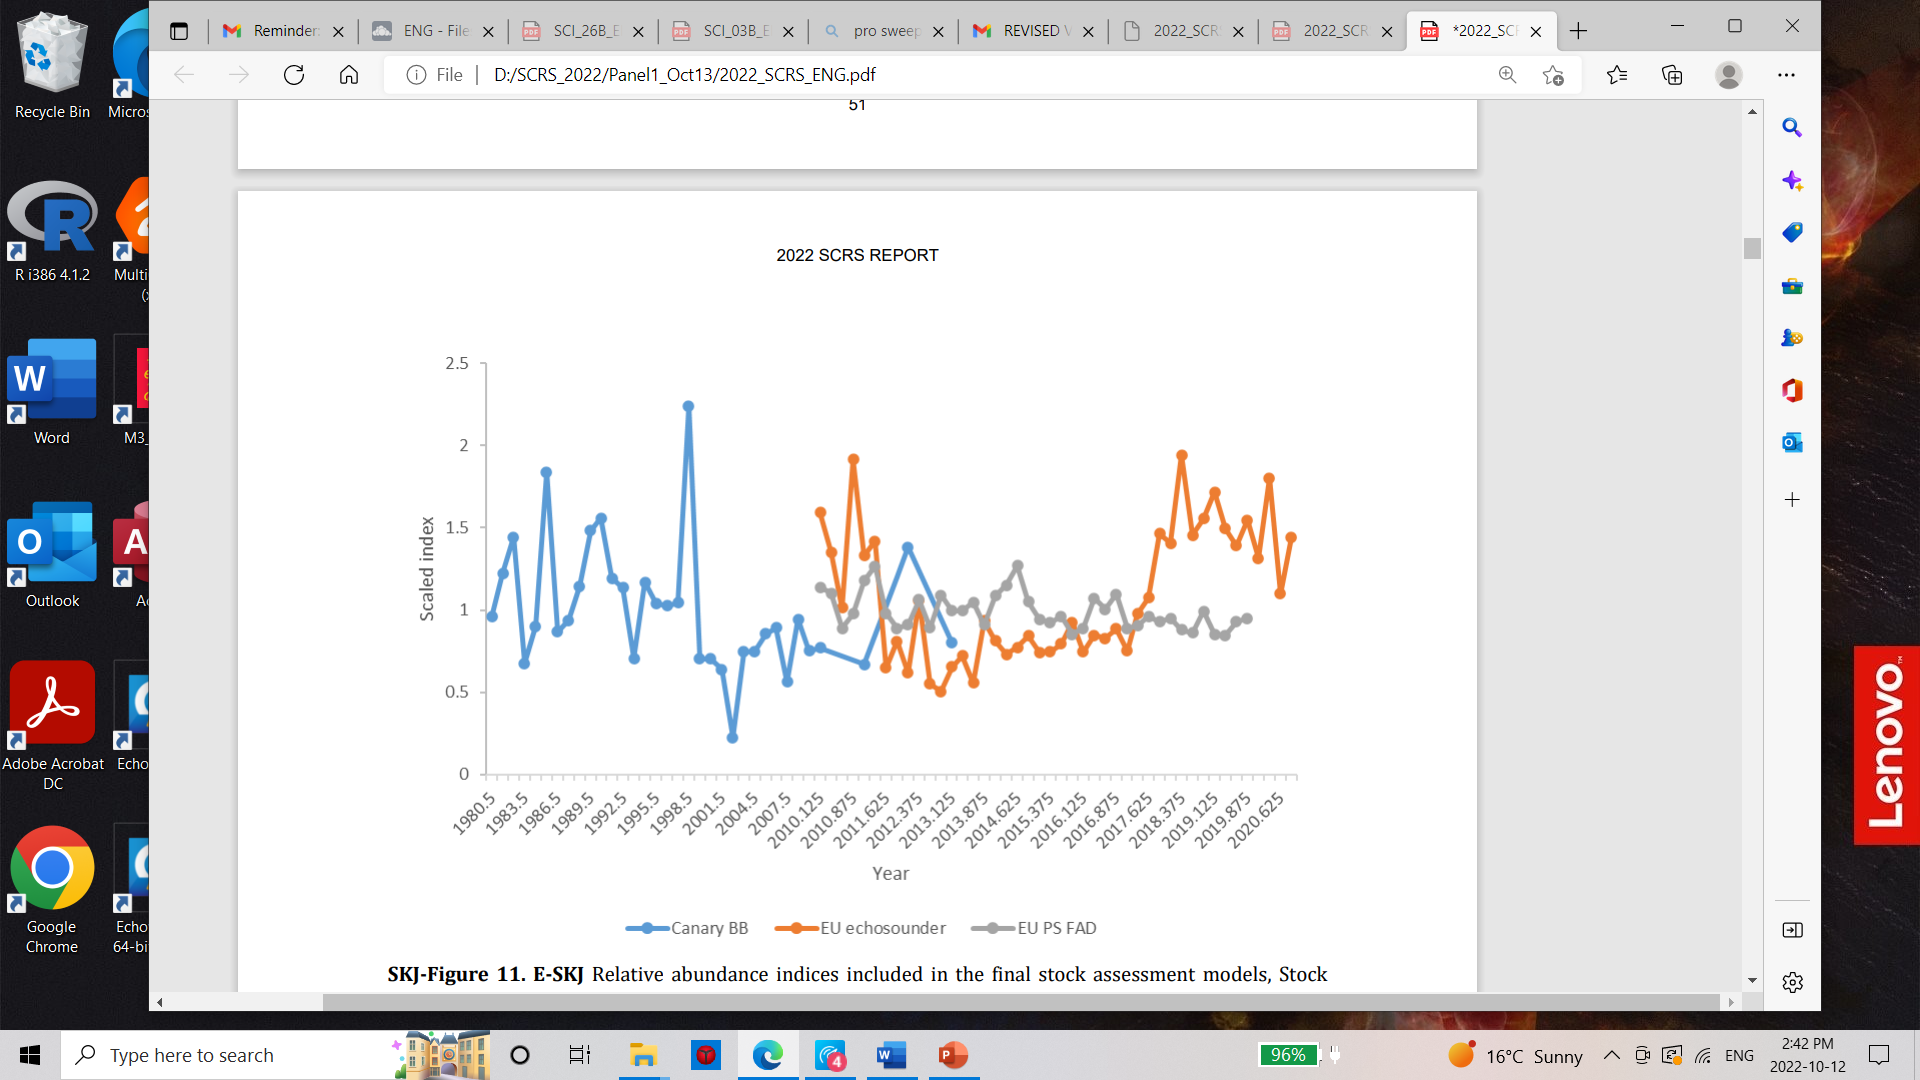 Recycle Bin
Micros
R i386 4.1.2
Multi
(x
Word
M3_
Outlook
Ac
Adobe Acrobat
DC
Echo
Google
Chrome
Echo
64-bi
Reminder:
ENG - File
SCI_26B_E
SCI_03B_E
pro sweep
REVISED V
2022_SCR
2022_SCR
*2022_SCR
File | D:/SCRS_2022/Panel1_Oct13/2022_SCRS_ENG.pdf
51
2022 SCRS REPORT
2.5
2
1.5
1
0.5
0
Scaled index
1980.5
1983.5
1986.5
1989.5
1992.5
1995.5
1998.5
2001.5
2004.5
2007.5
2010.125
2010.875
2011.625
2012.375
2013.125
2013.875
2014.625
2015.375
2016.125
2016.875
2017.625
2018.375
2019.125
2019.875
2020.625
Year
Canary BB EU echosounder EU PS FAD
SKJ-Figure 11. E-SKJ Relative abundance indices included in the final stock assessment models, Stock
Lenovo™
Type here to search
4
96%
16°C Sunny
ENG
2:42 PM
2022-10-12